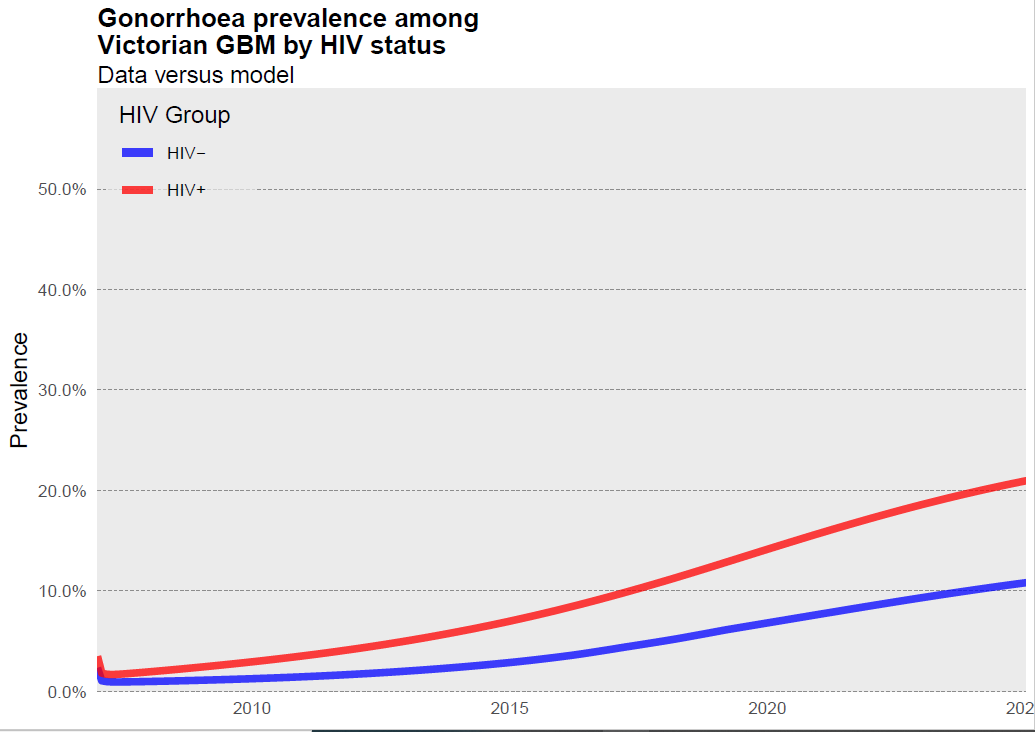 Gonorrhoea prevalence among
Victorian GBM by HIV status
Data versus model
HIV Group
HIV−
HIV+
50.0%
40.0%
30.0%
20.0%
10.0%
0.0%
Prevalence
2010 2015 2020 202